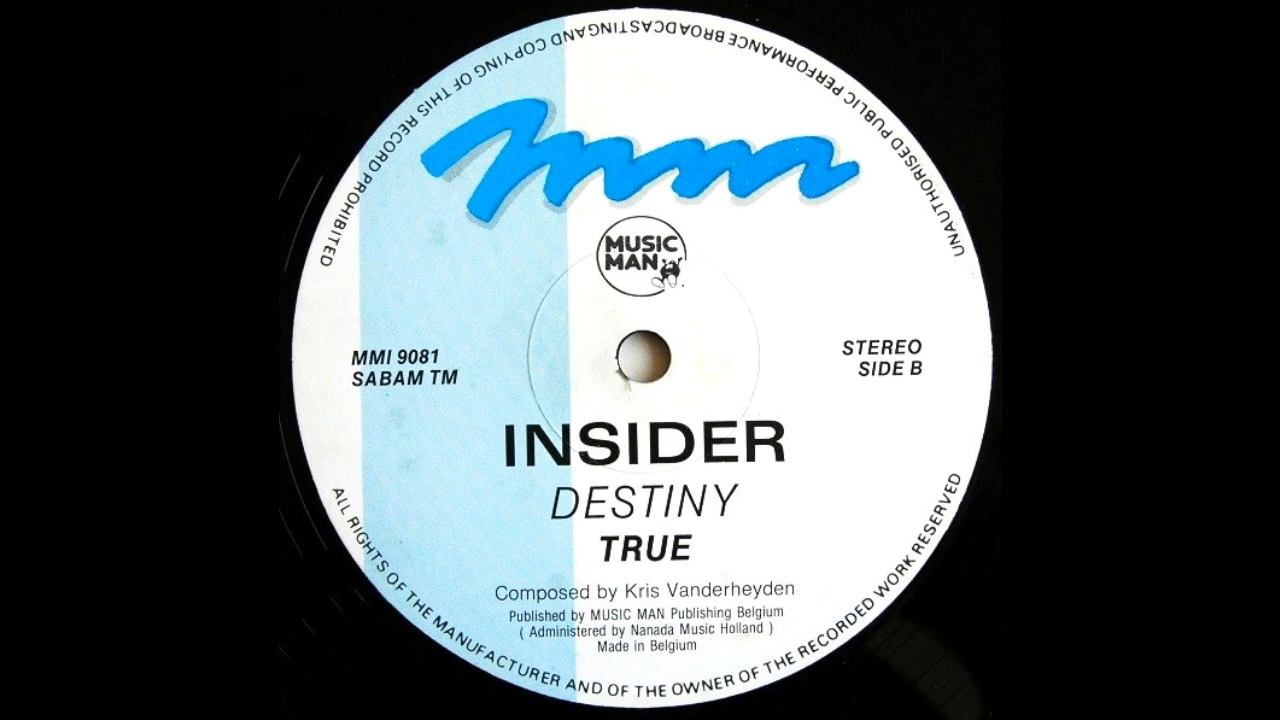 UNAUTHORISED PUBLIC PERFORMANCE BROADCASTING AND COPYING OF THIS RECORD PROHIBITED
mm
MUSIC
MAN
MMI 9081
SABAM TM
STEREO
SIDE B
INSIDER
DESTINY
TRUE
Composed by Kris Vanderheyden
Published by MUSIC MAN Publishing Belgium
( Administered by Nanada Music Holland )
Made in Belgium
ALL RIGHTS OF THE MANUFACTURER AND OF THE OWNER OF THE RECORDED WORK RESERVED